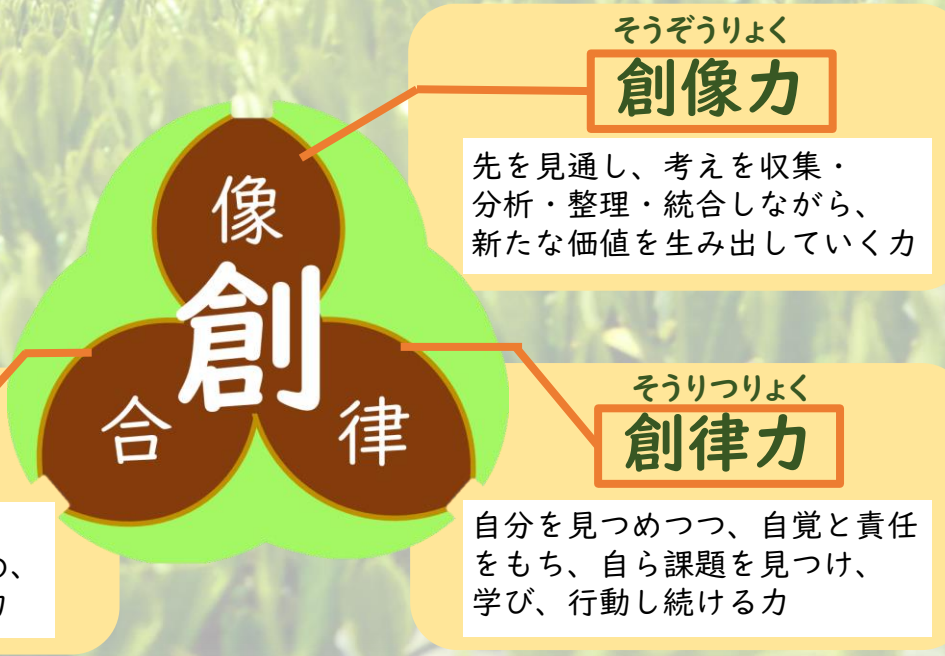 そうぞうりょく
創像力
先を見通し、考えを収集・
分析・整理・統合しながら、
新たな価値を生み出していく力
像
創
合
律
そうりつりょく
創律力
自分を見つめつつ、自覚と責任
をもち、自ら課題を見つけ、
学び、行動し続ける力